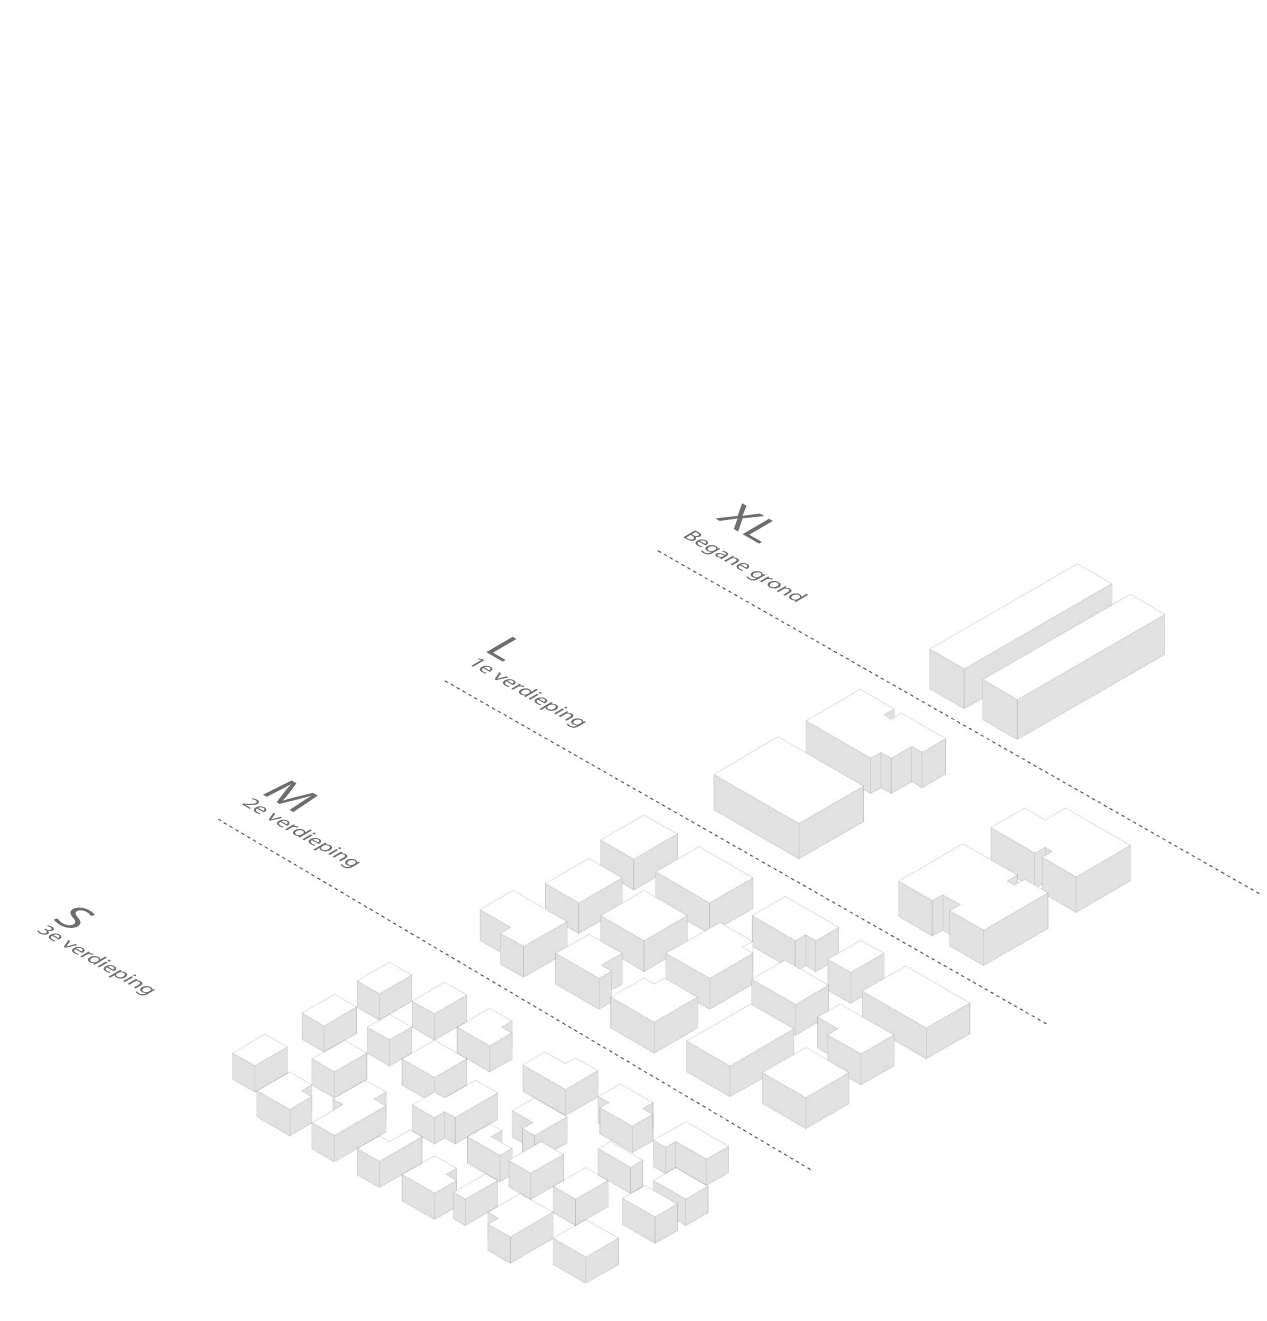 XL
Begane grond
L
1e verdieping
M
2e verdieping
S
3e verdieping